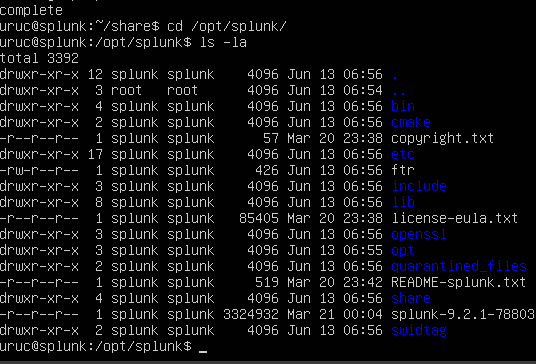 complete
uruc@splunk:~/share$ cd /opt/splunk/
uruc@splunk:/opt/splunk$ ls -la
total 3392
drwxr-xr-x 12 splunk splunk 4096 Jun 13 06:56 .
drwxr-xr-x 3 root root 4096 Jun 13 06:54 ..
drwxr-xr-x 4 splunk splunk 4096 Jun 13 06:56 bin
drwxr-xr-x 2 splunk splunk 4096 Jun 13 06:56 cmake
-r--r--r-- 1 splunk splunk 57 Mar 20 23:38 copyright.txt
drwxr-xr-x 17 splunk splunk 4096 Jun 13 06:56 etc
-rw-r--r-- 1 splunk splunk 426 Jun 13 06:56 ftr
drwxr-xr-x 3 splunk splunk 4096 Jun 13 06:56 include
drwxr-xr-x 8 splunk splunk 4096 Jun 13 06:56 lib
-r--r--r-- 1 splunk splunk 85405 Mar 20 23:38 license-eula.txt
drwxr-xr-x 3 splunk splunk 4096 Jun 13 06:56 openssl
drwxr-xr-x 3 splunk splunk 4096 Jun 13 06:55 opt
drwxr-xr-x 2 splunk splunk 4096 Jun 13 06:56 quarantined_files
-r--r--r-- 1 splunk splunk 519 Mar 20 23:42 README-splunk.txt
drwxr-xr-x 4 splunk splunk 4096 Jun 13 06:56 share
-r--r--r-- 1 splunk splunk 3324932 Mar 21 00:04 splunk-9.2.1-78803
drwxr-xr-x 2 splunk splunk 4096 Jun 13 06:56 swidtag
uruc@splunk:/opt/splunk$ _